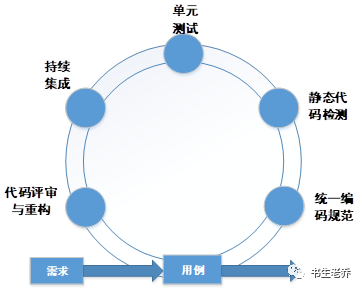 单元
测试
持续
集成
静态代
码检测
代码评审
与重构
统一编
码规范
需求
用例
书生老乔